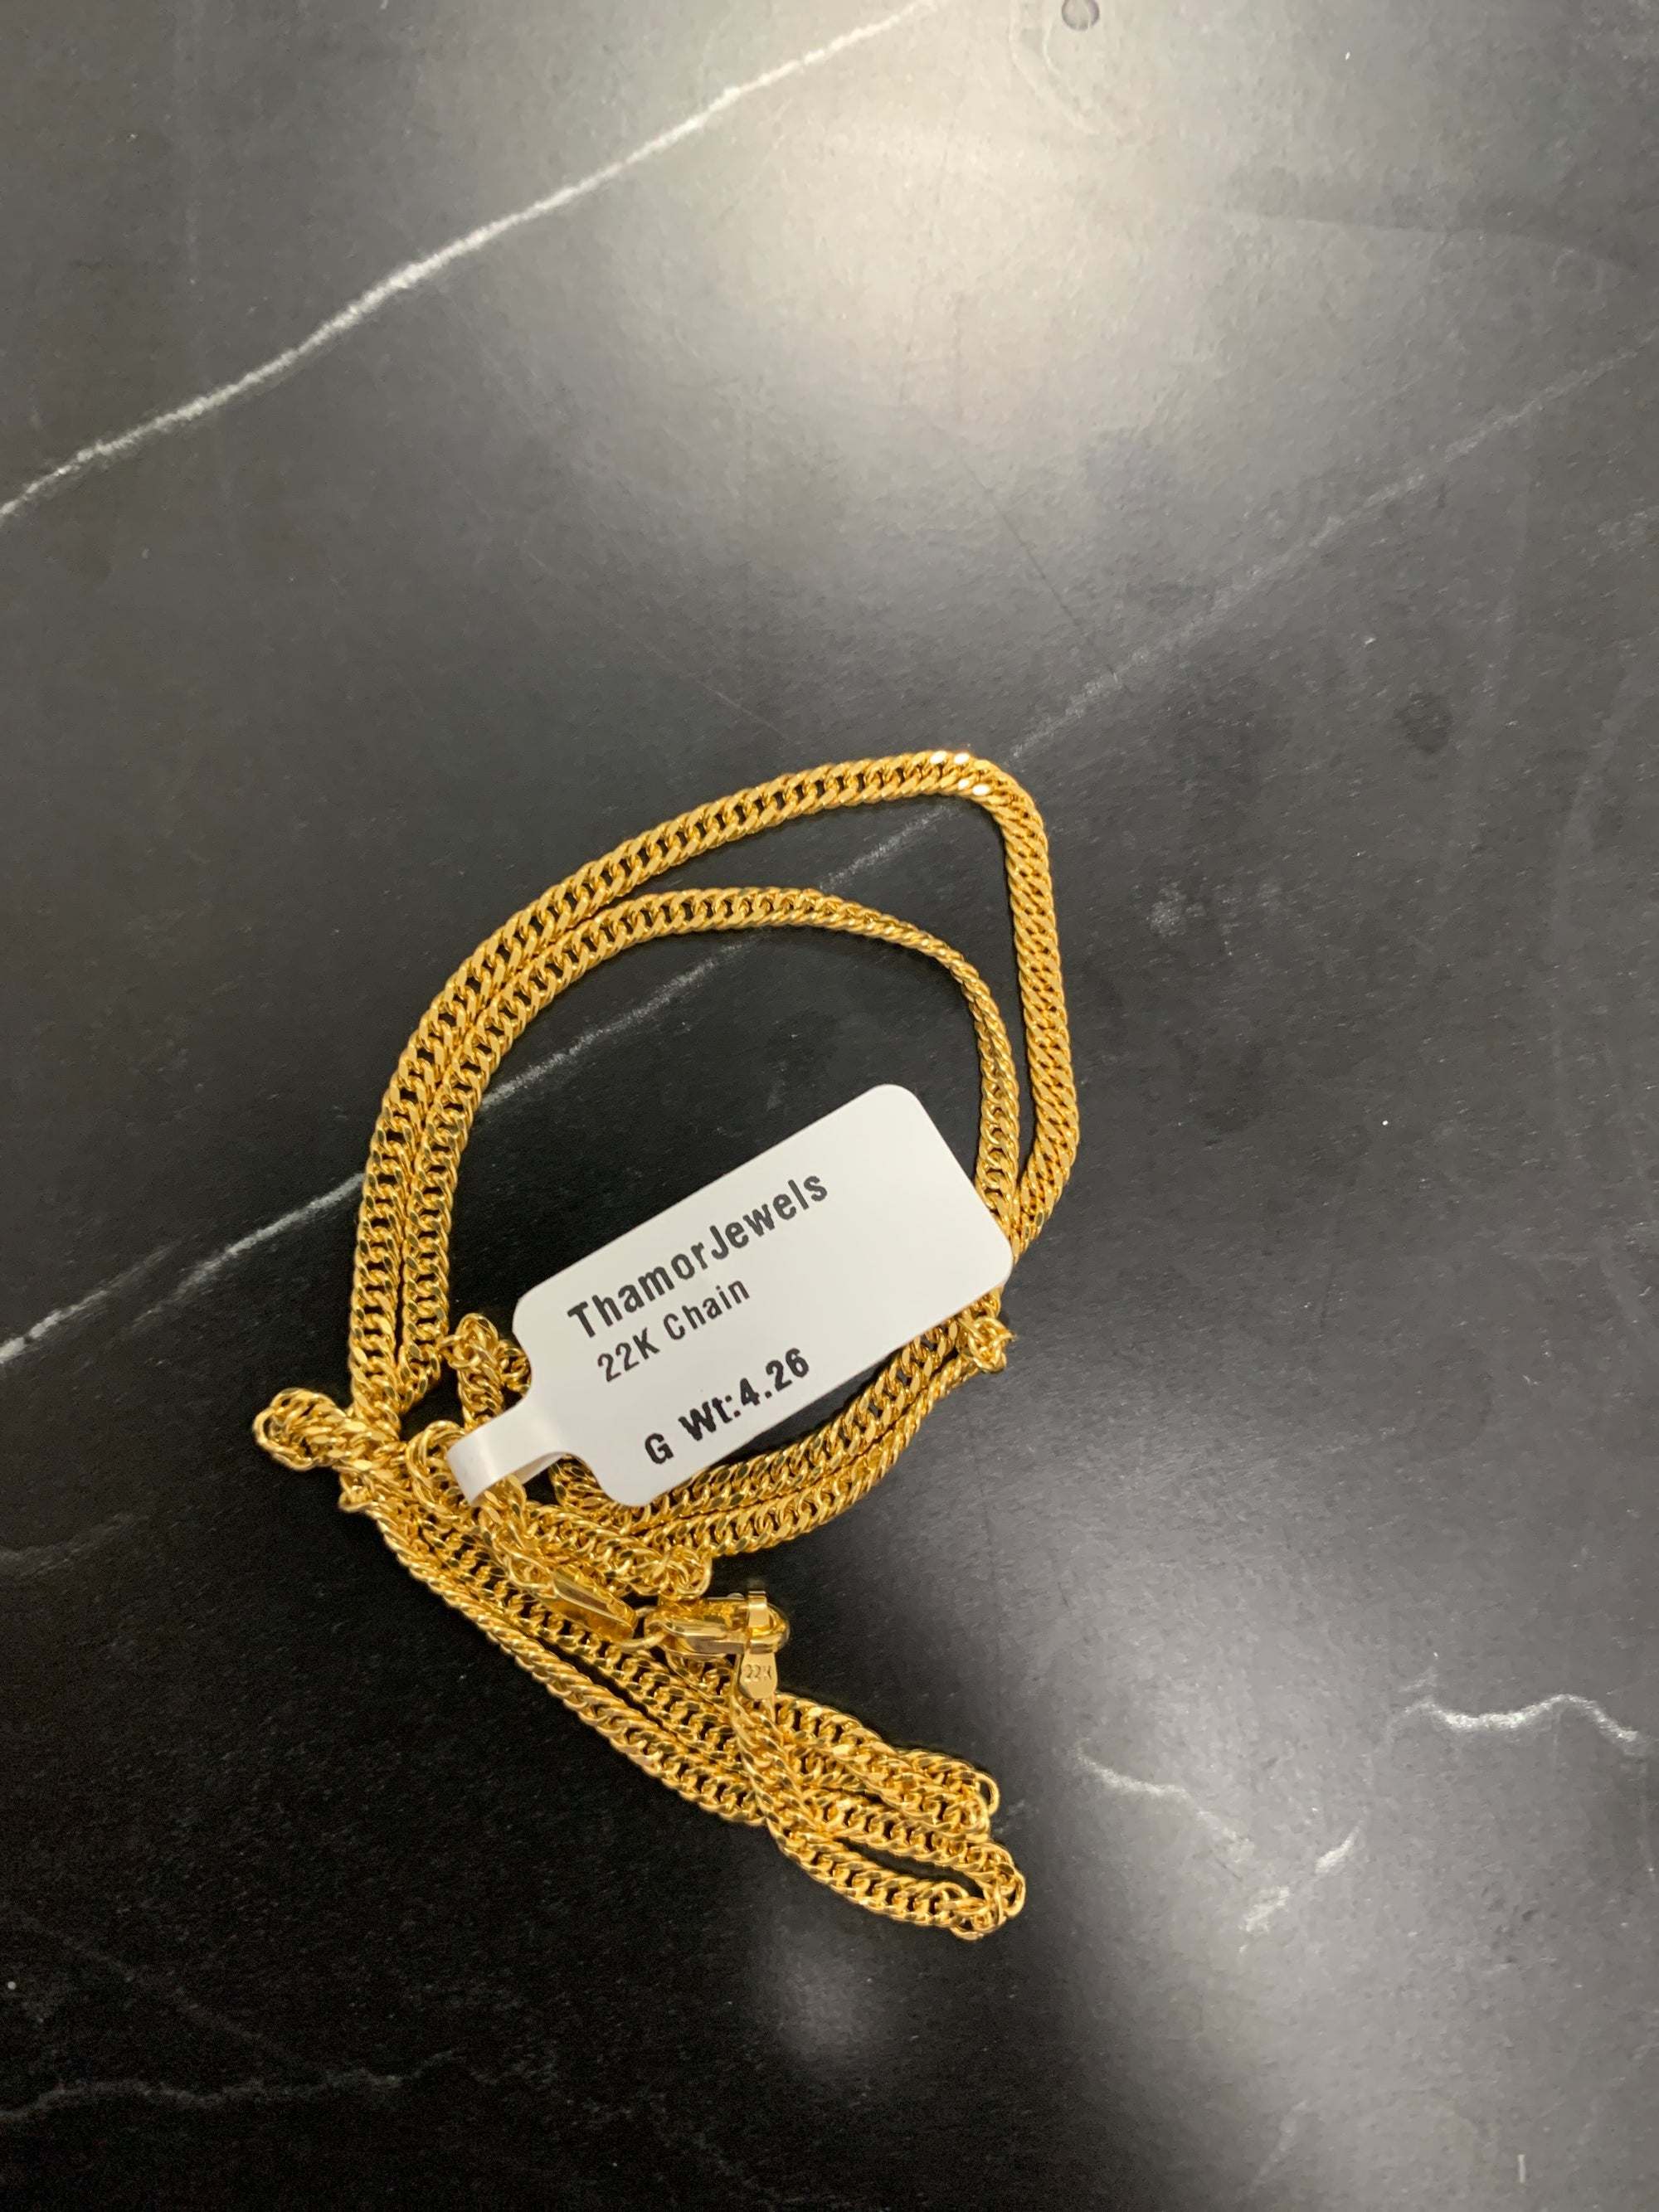 ThamorJewels
22K Chain
G Wt:4.26
22K